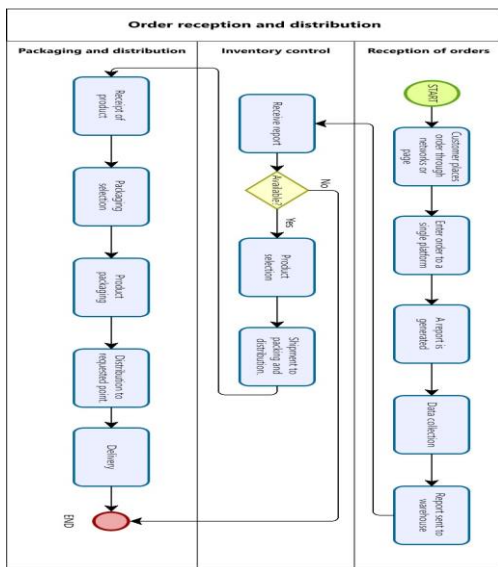 Order reception and distribution
Packaging and distribution
Inventory control
Reception of orders
START
Customer places
order through
networks or
page
Enter order to a
single platform
A report is
generated
Data collection
Report sent to
warehouse
Receive report
Available?
No
Yes
Product
selection
Shipment to
packing and
distribution.
Receipt of
product
Packaging
selection
Product
packaging
Distribution to
requested point.
Delivery
END